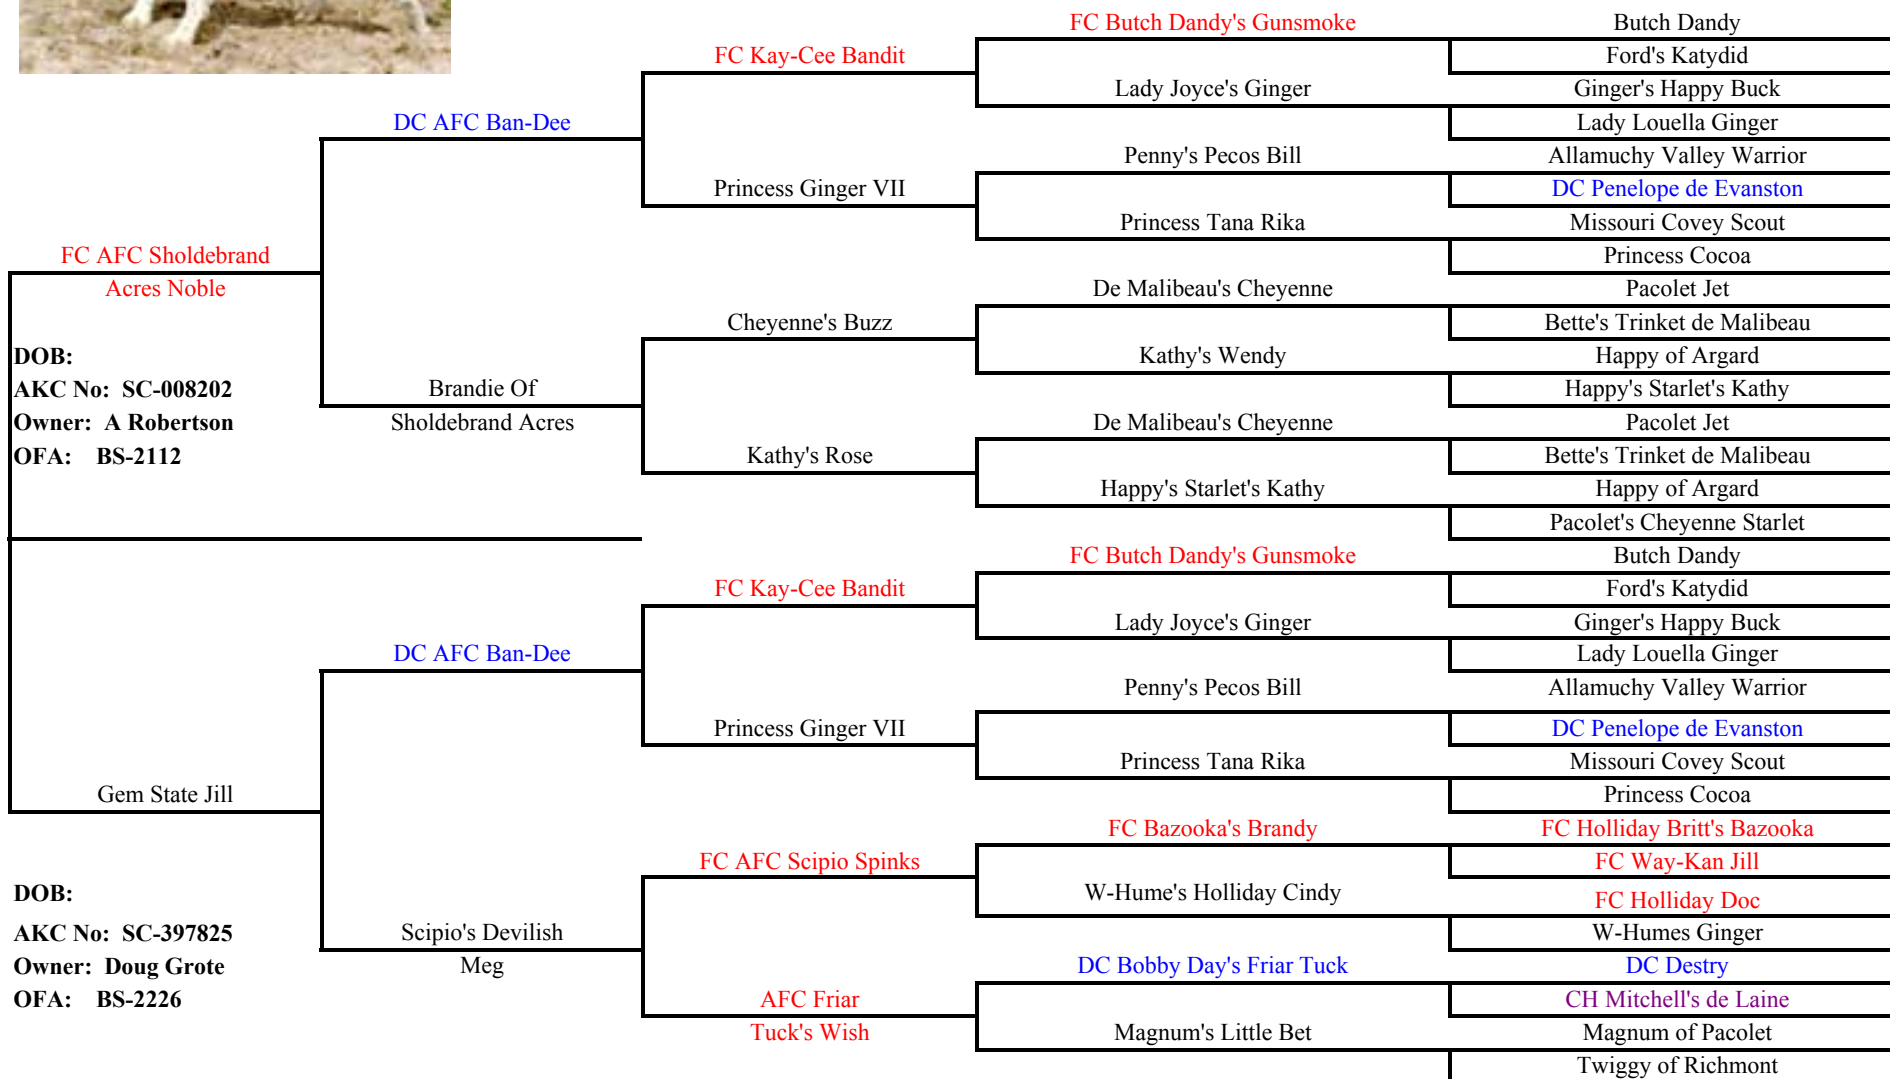 FC Butch Dandy's Gunsmoke
Butch Dandy
FC Kay-Cee Bandit
Ford's Katydid
Lady Joyce's Ginger
Ginger's Happy Buck
DC AFC Ban-Dee
Lady Louella Ginger
Penny's Pecos Bill
Allamuchy Valley Warrior
Princess Ginger VII
DC Penelope de Evanston
Princess Tana Rika
Missouri Covey Scout
FC AFC Sholdebrand
Princess Cocoa
Acres Noble
De Malibeau's Cheyenne
Pacolet Jet
Cheyenne's Buzz
Bette's Trinket de Malibeau
DOB:
Kathy's Wendy
Happy of Argard
AKC No: SC-008202
Brandie Of
Happy's Starlet's Kathy
Owner: A Robertson
Sholdebrand Acres
De Malibeau's Cheyenne
Pacolet Jet
OFA: BS-2112
Kathy's Rose
Bette's Trinket de Malibeau
Happy's Starlet's Kathy
Happy of Argard
Pacolet's Cheyenne Starlet
FC Butch Dandy's Gunsmoke
Butch Dandy
FC Kay-Cee Bandit
Ford's Katydid
Lady Joyce's Ginger
Ginger's Happy Buck
DC AFC Ban-Dee
Lady Louella Ginger
Penny's Pecos Bill
Allamuchy Valley Warrior
Princess Ginger VII
DC Penelope de Evanston
Princess Tana Rika
Missouri Covey Scout
Gem State Jill
Princess Cocoa
FC Bazooka's Brandy
FC Holliday Britt's Bazooka
FC AFC Scipio Spinks
FC Way-Kan Jill
DOB:
W-Hume's Holliday Cindy
FC Holliday Doc
AKC No: SC-397825
Scipio's Devilish
W-Humes Ginger
Owner: Doug Grote
Meg
DC Bobby Day's Friar Tuck
DC Destry
OFA: BS-2226
AFC Friar
CH Mitchell's de Laine
Tuck's Wish
Magnum's Little Bet
Magnum of Pacolet
Twiggy of Richmont